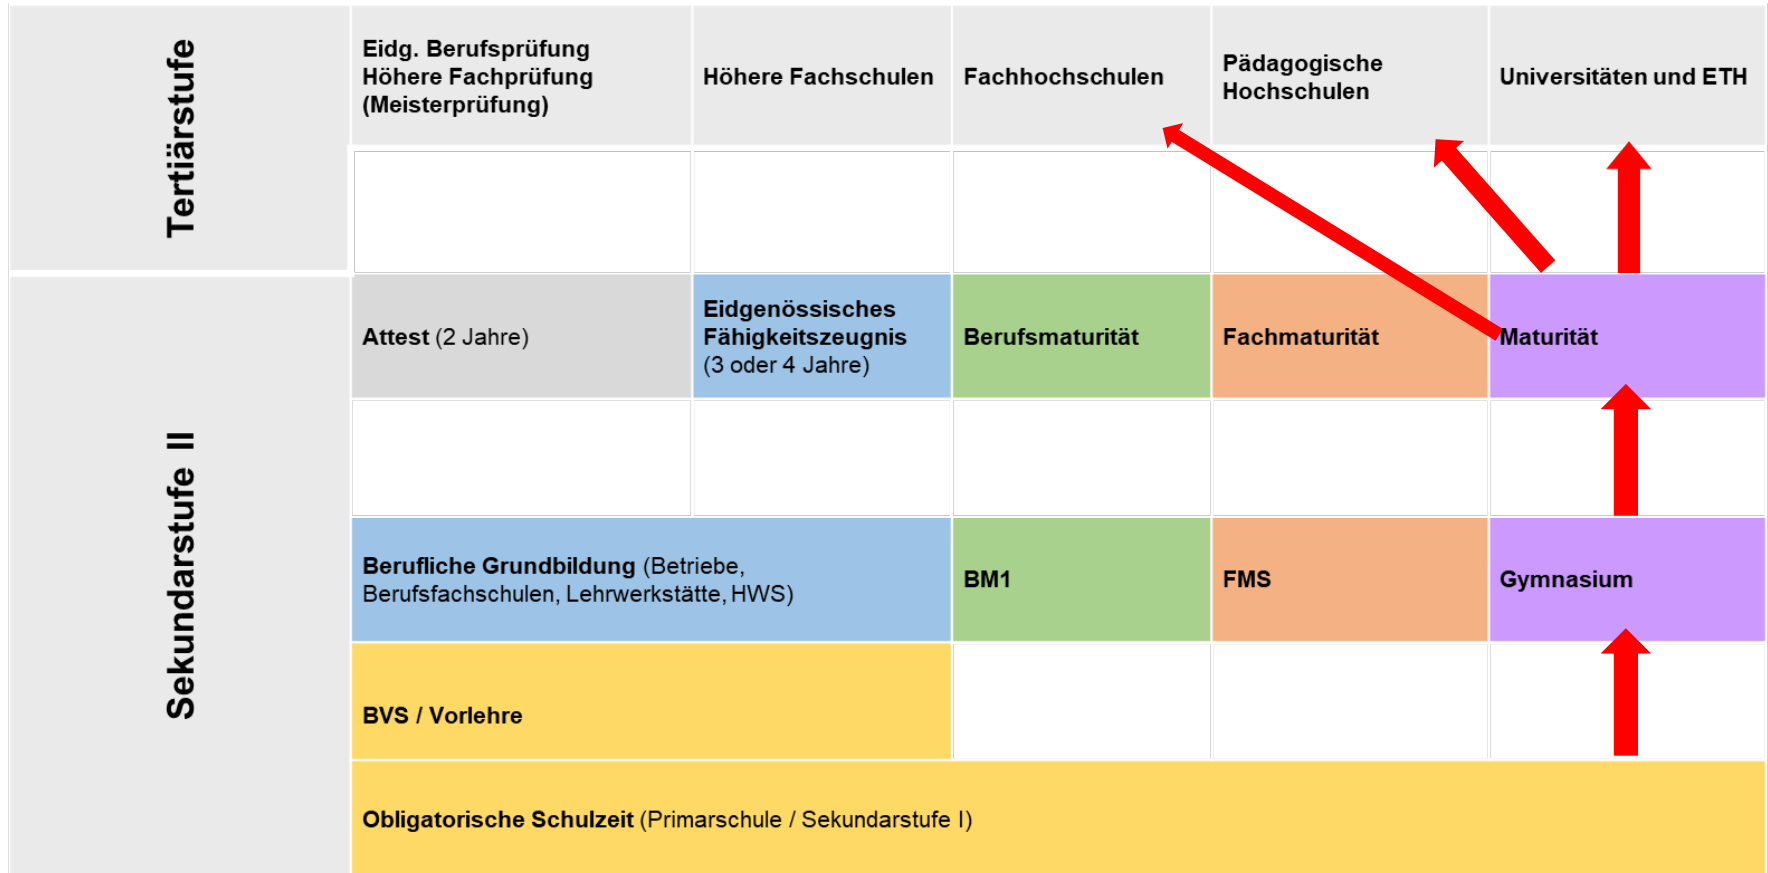 Tertiärstufe
Eidg. Berufsprüfung
Höhere Fachprüfung
(Meisterprüfung)
Höhere Fachschulen
Fachhochschulen
Pädagogische
Hochschulen
Universitäten und ETH
Sekundarstufe II
Attest (2 Jahre)
Eidgenössisches
Fähigkeitszeugnis
(3 oder 4 Jahre)
Berufsmaturität
Fachmaturität
Maturität
Berufliche Grundbildung (Betriebe,
Berufsfachschulen, Lehrwerkstätte, HWS)
BM1
FMS
Gymnasium
BVS / Vorlehre
Obligatorische Schulzeit (Primarschule / Sekundarstufe I)